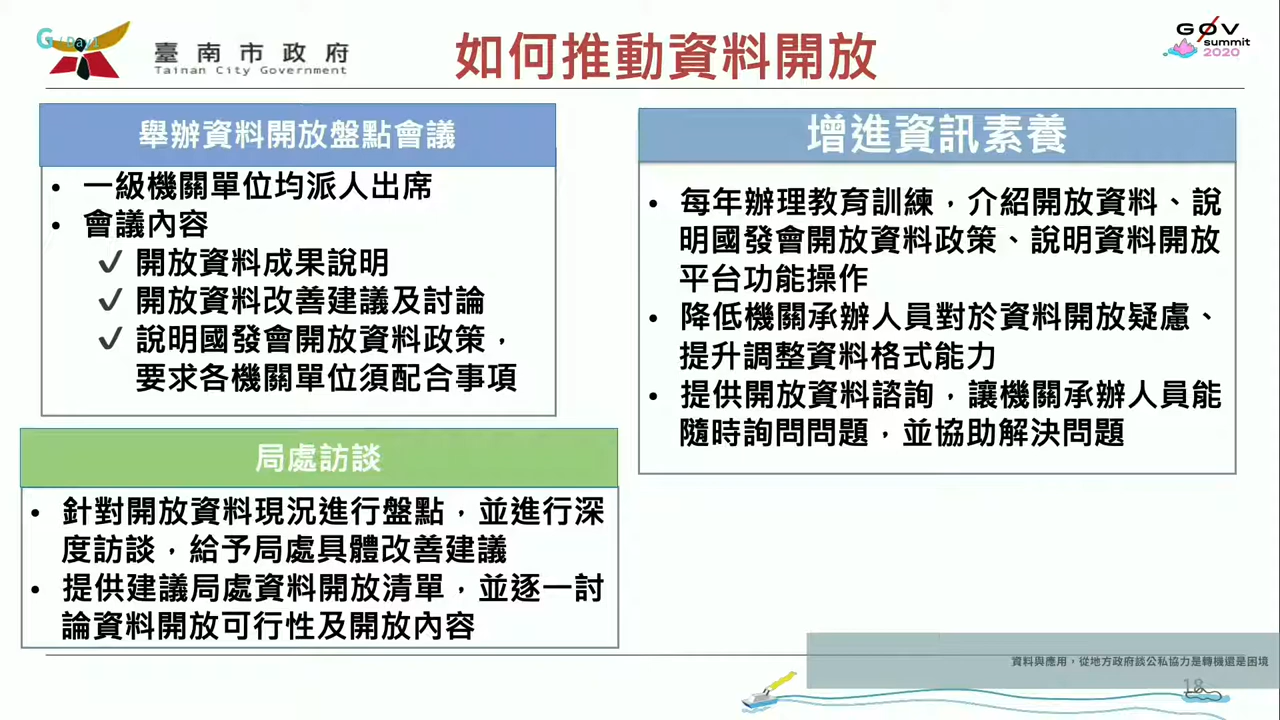 臺南市政府
Tainan City Government
如何推動資料開放
GØV
summit
2020
舉辦資料開放盤點會議
• 一級機關單位均派人出席
• 會議內容
✓ 開放資料成果說明
✓ 開放資料改善建議及討論
✓ 說明國發會開放資料政策，
要求各機關單位須配合事項
局處訪談
• 針對開放資料現況進行盤點，並進行深
度訪談，給予局處具體改善建議
• 提供建議局處資料開放清單，並逐一討
論資料開放可行性及開放內容
增進資訊素養
• 每年辦理教育訓練，介紹開放資料、說
明國發會開放資料政策、說明資料開放
平台功能操作
• 降低機關承辦人員對於資料開放疑慮、
提升調整資料格式能力
• 提供開放資料諮詢，讓機關承辦人員能
隨時詢問問題，並協助解決問題
資料與應用，從地方政府談公私協力是轉機還是困境
18